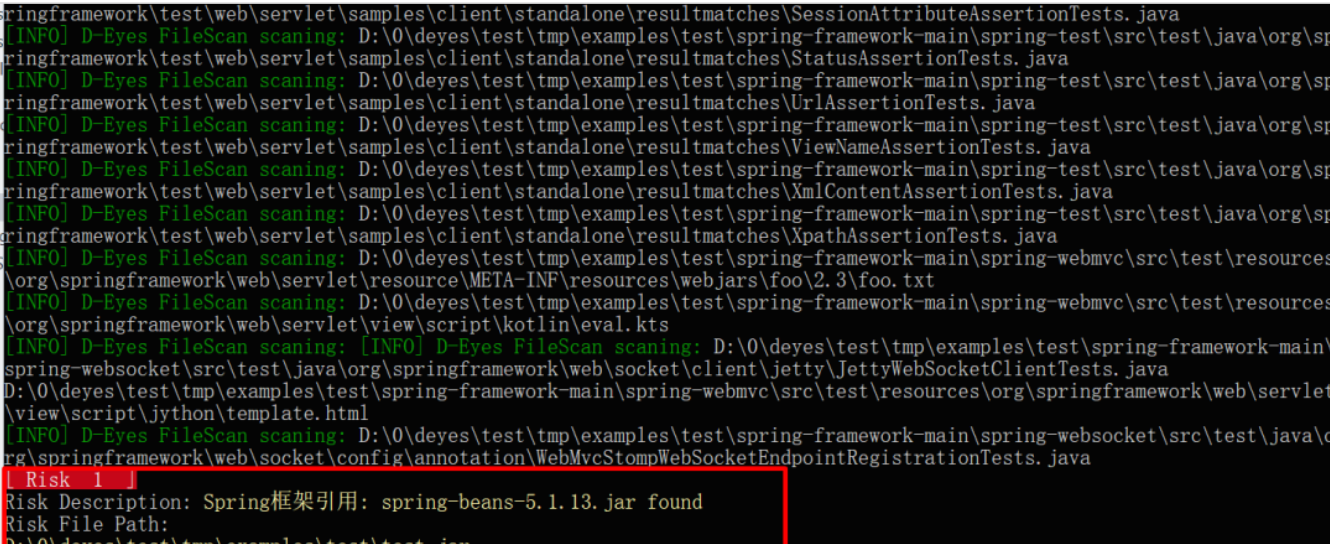 ringframework\test\web\servlet\samples\client\standalone\resultmatches\SessionAttributeAssertionTests.java
[INFO] D-Eyes FileScan scaning: D:\0\deyes\test\tmp\examples\test\spring-framework-main\spring-test\src\test\java\org\sp
ringframework\test\web\servlet\samples\client\standalone\resultmatches\StatusAssertionTests.java
[INFO] D-Eyes FileScan scaning: D:\0\deyes\test\tmp\examples\test\spring-framework-main\spring-test\src\test\java\org\sp
ringframework\test\web\servlet\samples\client\standalone\resultmatches\UrlAssertionTests.java
[INFO] D-Eyes FileScan scaning: D:\0\deyes\test\tmp\examples\test\spring-framework-main\spring-test\src\test\java\org\sp
ringframework\test\web\servlet\samples\client\standalone\resultmatches\ViewNameAssertionTests.java
[INFO] D-Eyes FileScan scaning: D:\0\deyes\test\tmp\examples\test\spring-framework-main\spring-test\src\test\java\org\sp
ringframework\test\web\servlet\samples\client\standalone\resultmatches\XmlContentAssertionTests.java
[INFO] D-Eyes FileScan scaning: D:\0\deyes\test\tmp\examples\test\spring-framework-main\spring-test\src\test\java\org\sp
ringframework\test\web\servlet\samples\client\standalone\resultmatches\XpathAssertionTests.java
[INFO] D-Eyes FileScan scaning: D:\0\deyes\test\tmp\examples\test\spring-framework-main\spring-webmvc\src\test\resources
\org\springframework\web\servlet\resource\META-INF\resources\webjars\foo\2.3\foo.txt
[INFO] D-Eyes FileScan scaning: D:\0\deyes\test\tmp\examples\test\spring-framework-main\spring-webmvc\src\test\resources
\org\springframework\web\servlet\view\script\kotlin\eval.kts
[INFO] D-Eyes FileScan scaning: [INFO] D-Eyes FileScan scaning: D:\0\deyes\test\tmp\examples\test\spring-framework-main\
spring-websocket\src\test\java\org\springframework\web\socket\client\jetty\JettyWebSocketClientTests.java
D:\0\deyes\test\tmp\examples\test\spring-framework-main\spring-webmvc\src\test\resources\org\springframework\web\servlet
\view\script\jython\template.html
[INFO] D-Eyes FileScan scaning: D:\0\deyes\test\tmp\examples\test\spring-framework-main\spring-websocket\src\test\java\o
rg\springframework\web\socket\config\annotation\WebMvcStompWebSocketEndpointRegistrationTests.java
[ Risk 1 ]
Risk Description: Spring框架引用: spring-beans-5.1.13.jar found
Risk File Path:
D:\0\deyes\test\tmp\examples\test\test.jar